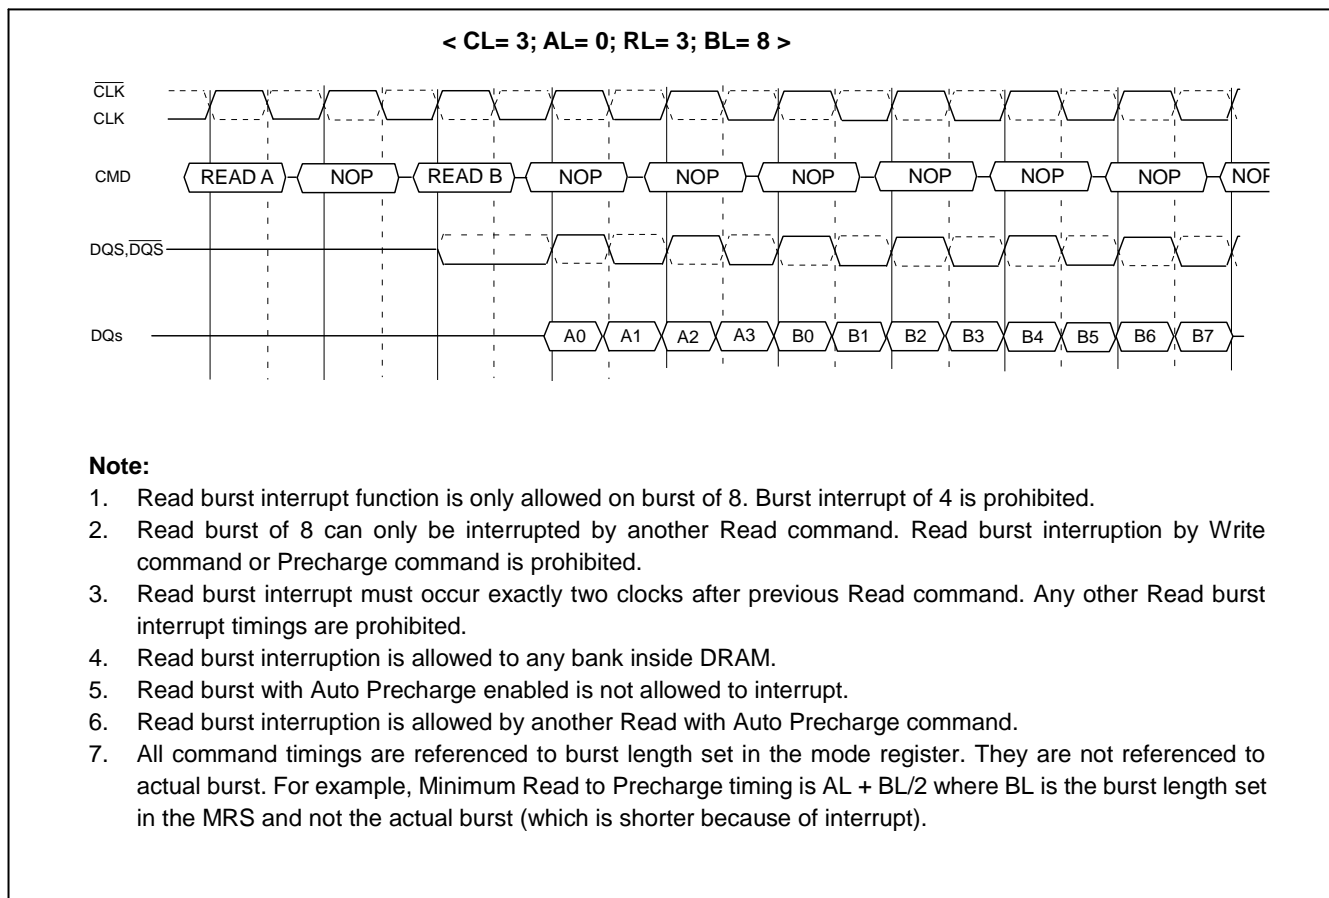 < CL= 3; AL= 0; RL= 3; BL= 8 >
CLK
CLK
CMD READ A NOP READ B NOP NOP NOP NOP NOP NOP NOP
DQS,DQS
DQs A0 A1 A2 A3 B0 B1 B2 B3 B4 B5 B6 B7
Note:
1. Read burst interrupt function is only allowed on burst of 8. Burst interrupt of 4 is prohibited.
2. Read burst of 8 can only be interrupted by another Read command. Read burst interruption by Write
command or Precharge command is prohibited.
3. Read burst interrupt must occur exactly two clocks after previous Read command. Any other Read burst
interrupt timings are prohibited.
4. Read burst interruption is allowed to any bank inside DRAM.
5. Read burst with Auto Precharge enabled is not allowed to interrupt.
6. Read burst interruption is allowed by another Read with Auto Precharge command.
7. All command timings are referenced to burst length set in the mode register. They are not referenced to
actual burst. For example, Minimum Read to Precharge timing is AL + BL/2 where BL is the burst length set
in the MRS and not the actual burst (which is shorter because of interrupt).